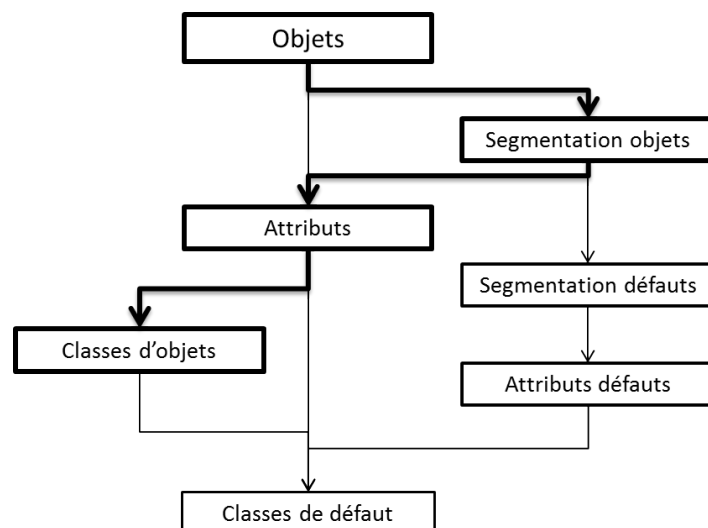 Objets
Segmentation objets
Attributs
Segmentation défauts
Classes d'objets
Attributs défauts
Classes de défaut